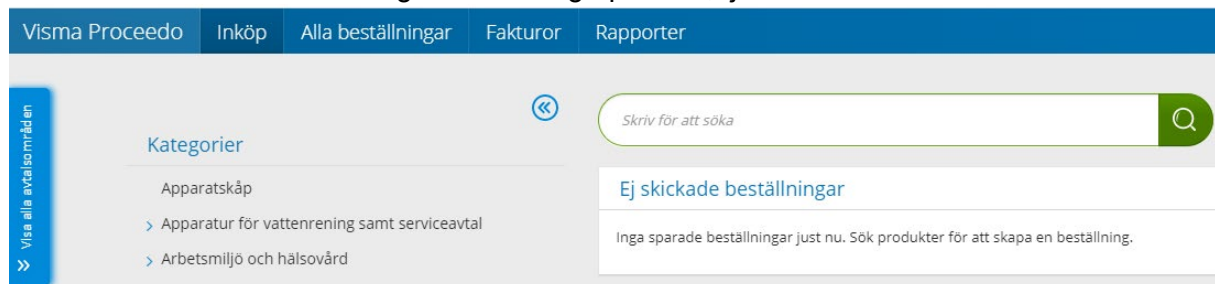 Visma Proceedo Inköp Alla beställningar Fakturor Rapporter
Visa alla avtalsområden
Kategorier
Apparatskåp
Apparatur för vattenrening samt serviceavtal
Arbetsmiljö och hälsovård
Skriv för att söka
Ej skickade beställningar
Inga sparade beställningar just nu. Sök produkter för att skapa en beställning.